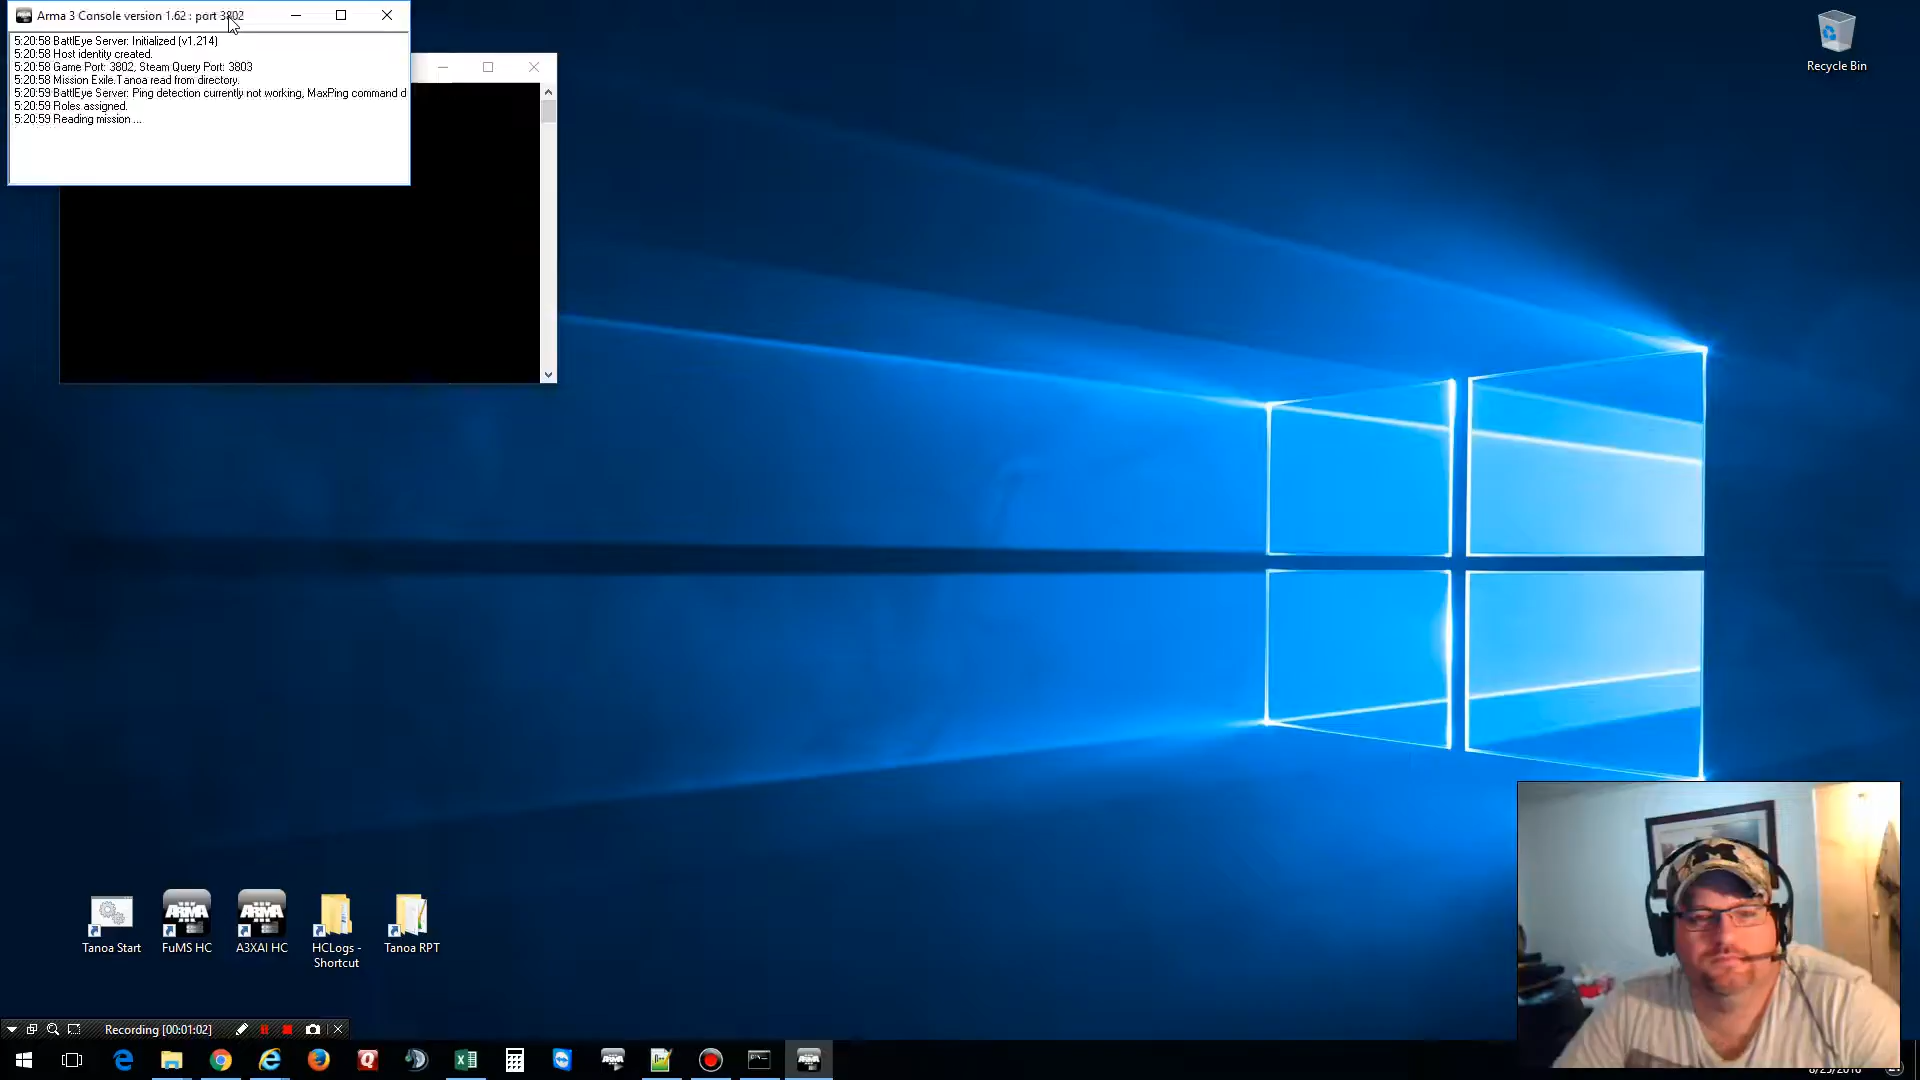 Arma 3 Console version 1.62 : port 3802
5:20:58 BattlEye Server: Initialized (v1.214)
5:20:58 Host identity created.
5:20:58 Game Port: 3802, Steam Query Port: 3803
5:20:58 Mission Exile.Tanoa read from directory.
5:20:59 BattlEye Server: Ping detection currently not working, MaxPing command d
5:20:59 Roles assigned.
5:20:59 Reading mission ...
Recycle Bin
ARMA
ARMA
Tanoa Start
FuMS HC
A3XAI HC
HCLogs -
Shortcut
Tanoa RPT
Recording [00:01:02]